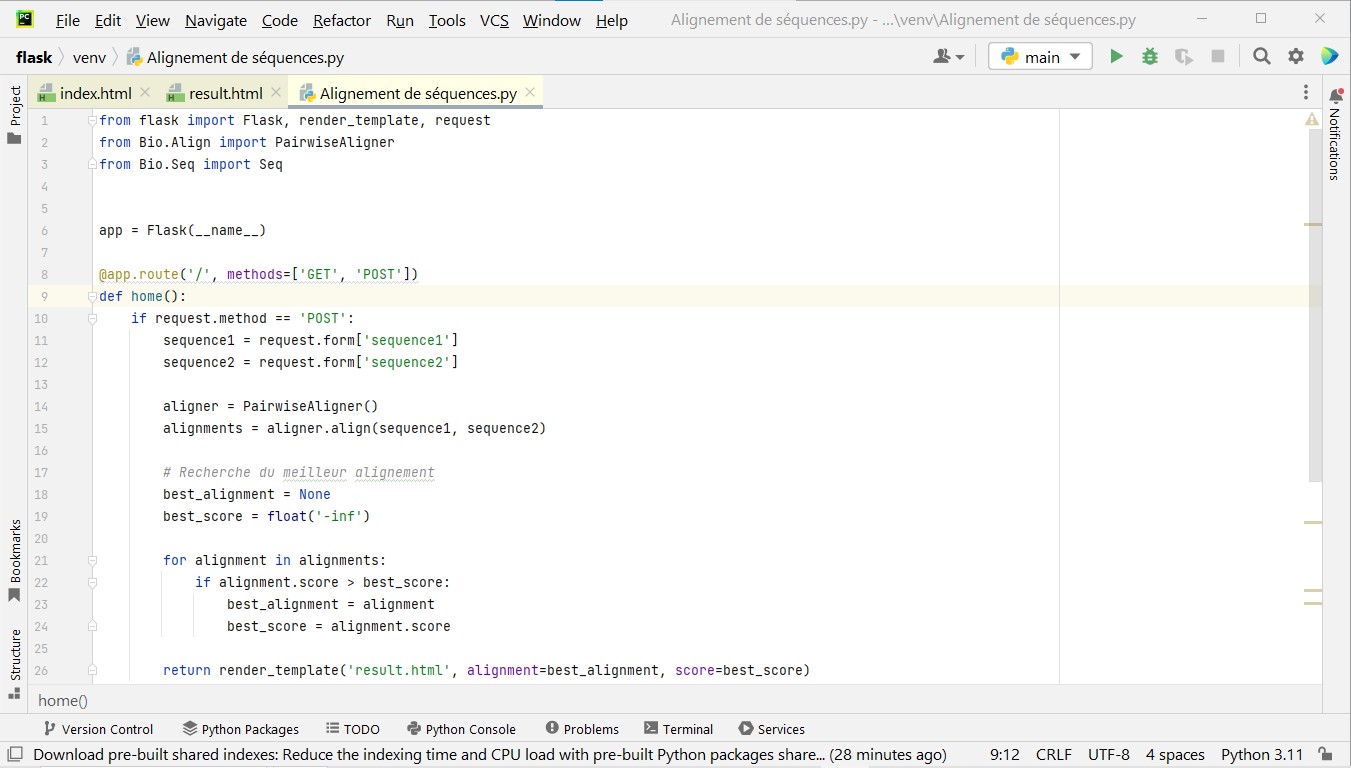 PC File Edit View Navigate Code Refactor Run Tools VCS Window Help Alignement de séquences.py - ...\venv\Alignement de séquences.py
flask venv Alignement de séquences.py main
index.html result.html Alignement de séquences.py
Project
Bookmarks
Structure
Notifications
1 from flask import Flask, render_template, request
2 from Bio.Align import PairwiseAligner
3 from Bio.Seq import Seq
4
5
6 app = Flask(__name__)
7
8 @app.route('/', methods=['GET', 'POST'])
9 def home():
10     if request.method == 'POST':
11         sequence1 = request.form['sequence1']
12         sequence2 = request.form['sequence2']
13
14         aligner = PairwiseAligner()
15         alignments = aligner.align(sequence1, sequence2)
16
17         # Recherche du meilleur alignement
18         best_alignment = None
19         best_score = float('-inf')
20
21         for alignment in alignments:
22             if alignment.score > best_score:
23                 best_alignment = alignment
24                 best_score = alignment.score
25
26         return render_template('result.html', alignment=best_alignment, score=best_score)
home()
Version Control Python Packages TODO Python Console Problems Terminal Services
Download pre-built shared indexes: Reduce the indexing time and CPU load with pre-built Python packages share... (28 minutes ago) 9:12 CRLF UTF-8 4 spaces Python 3.11